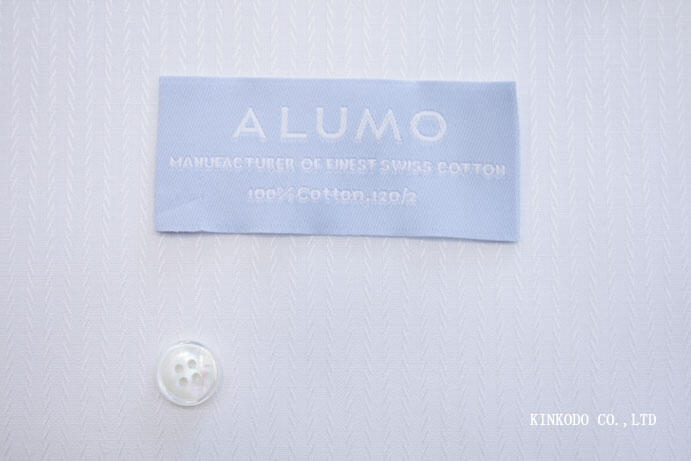 ALUMO
MANUFACTURER OF FINEST SWISS COTTON
100%Cotton.120/2
KINKODO CO.,LTD